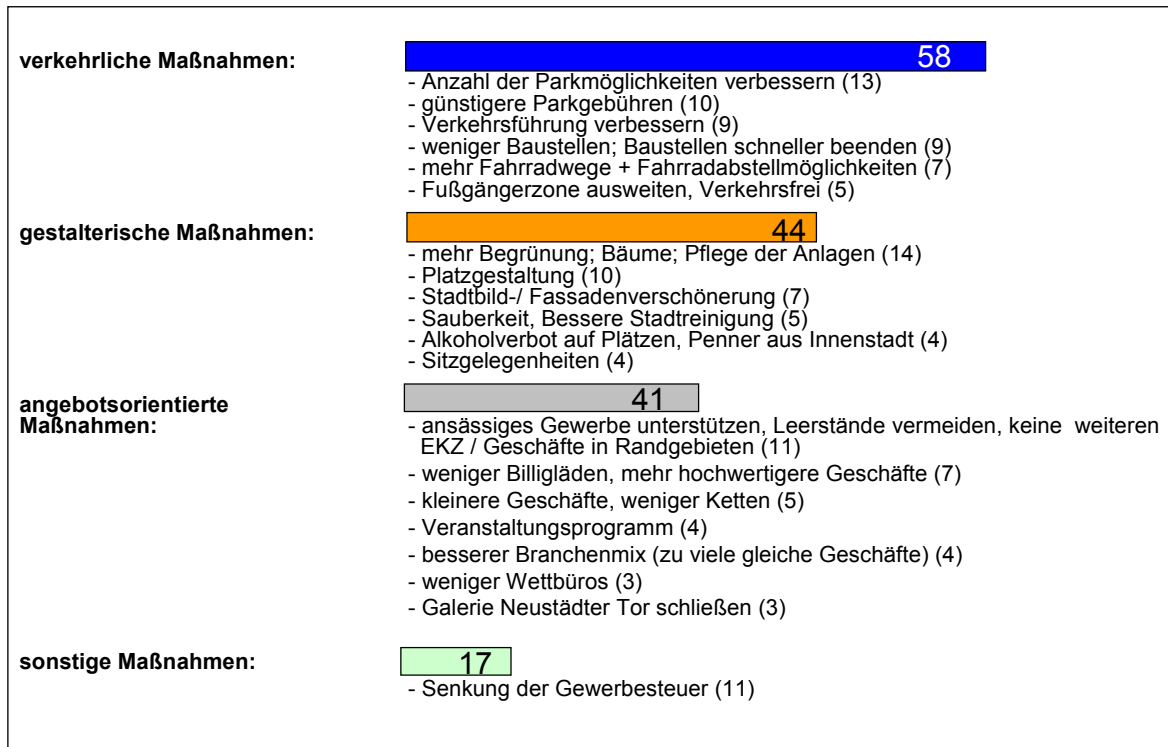 verkehrliche Maßnahmen:
58
- Anzahl der Parkmöglichkeiten verbessern (13)
- günstigere Parkgebühren (10)
- Verkehrsführung verbessern (9)
- weniger Baustellen; Baustellen schneller beenden (9)
- mehr Fahrradwege + Fahrradabstellmöglichkeiten (7)
- Fußgängerzone ausweiten, Verkehrsfrei (5)
gestalterische Maßnahmen:
44
- mehr Begrünung; Bäume; Pflege der Anlagen (14)
- Platzgestaltung (10)
- Stadtbild-/ Fassadenverschönerung (7)
- Sauberkeit, Bessere Stadtreinigung (5)
- Alkoholverbot auf Plätzen, Penner aus Innenstadt (4)
- Sitzgelegenheiten (4)
angebotsorientierte
Maßnahmen:
41
- ansässiges Gewerbe unterstützen, Leerstände vermeiden, keine weiteren
EKZ / Geschäfte in Randgebieten (11)
- weniger Billigläden, mehr hochwertigere Geschäfte (7)
- kleinere Geschäfte, weniger Ketten (5)
- Veranstaltungsprogramm (4)
- besserer Branchenmix (zu viele gleiche Geschäfte) (4)
- weniger Wettbüros (3)
- Galerie Neustädter Tor schließen (3)
sonstige Maßnahmen:
17
- Senkung der Gewerbesteuer (11)